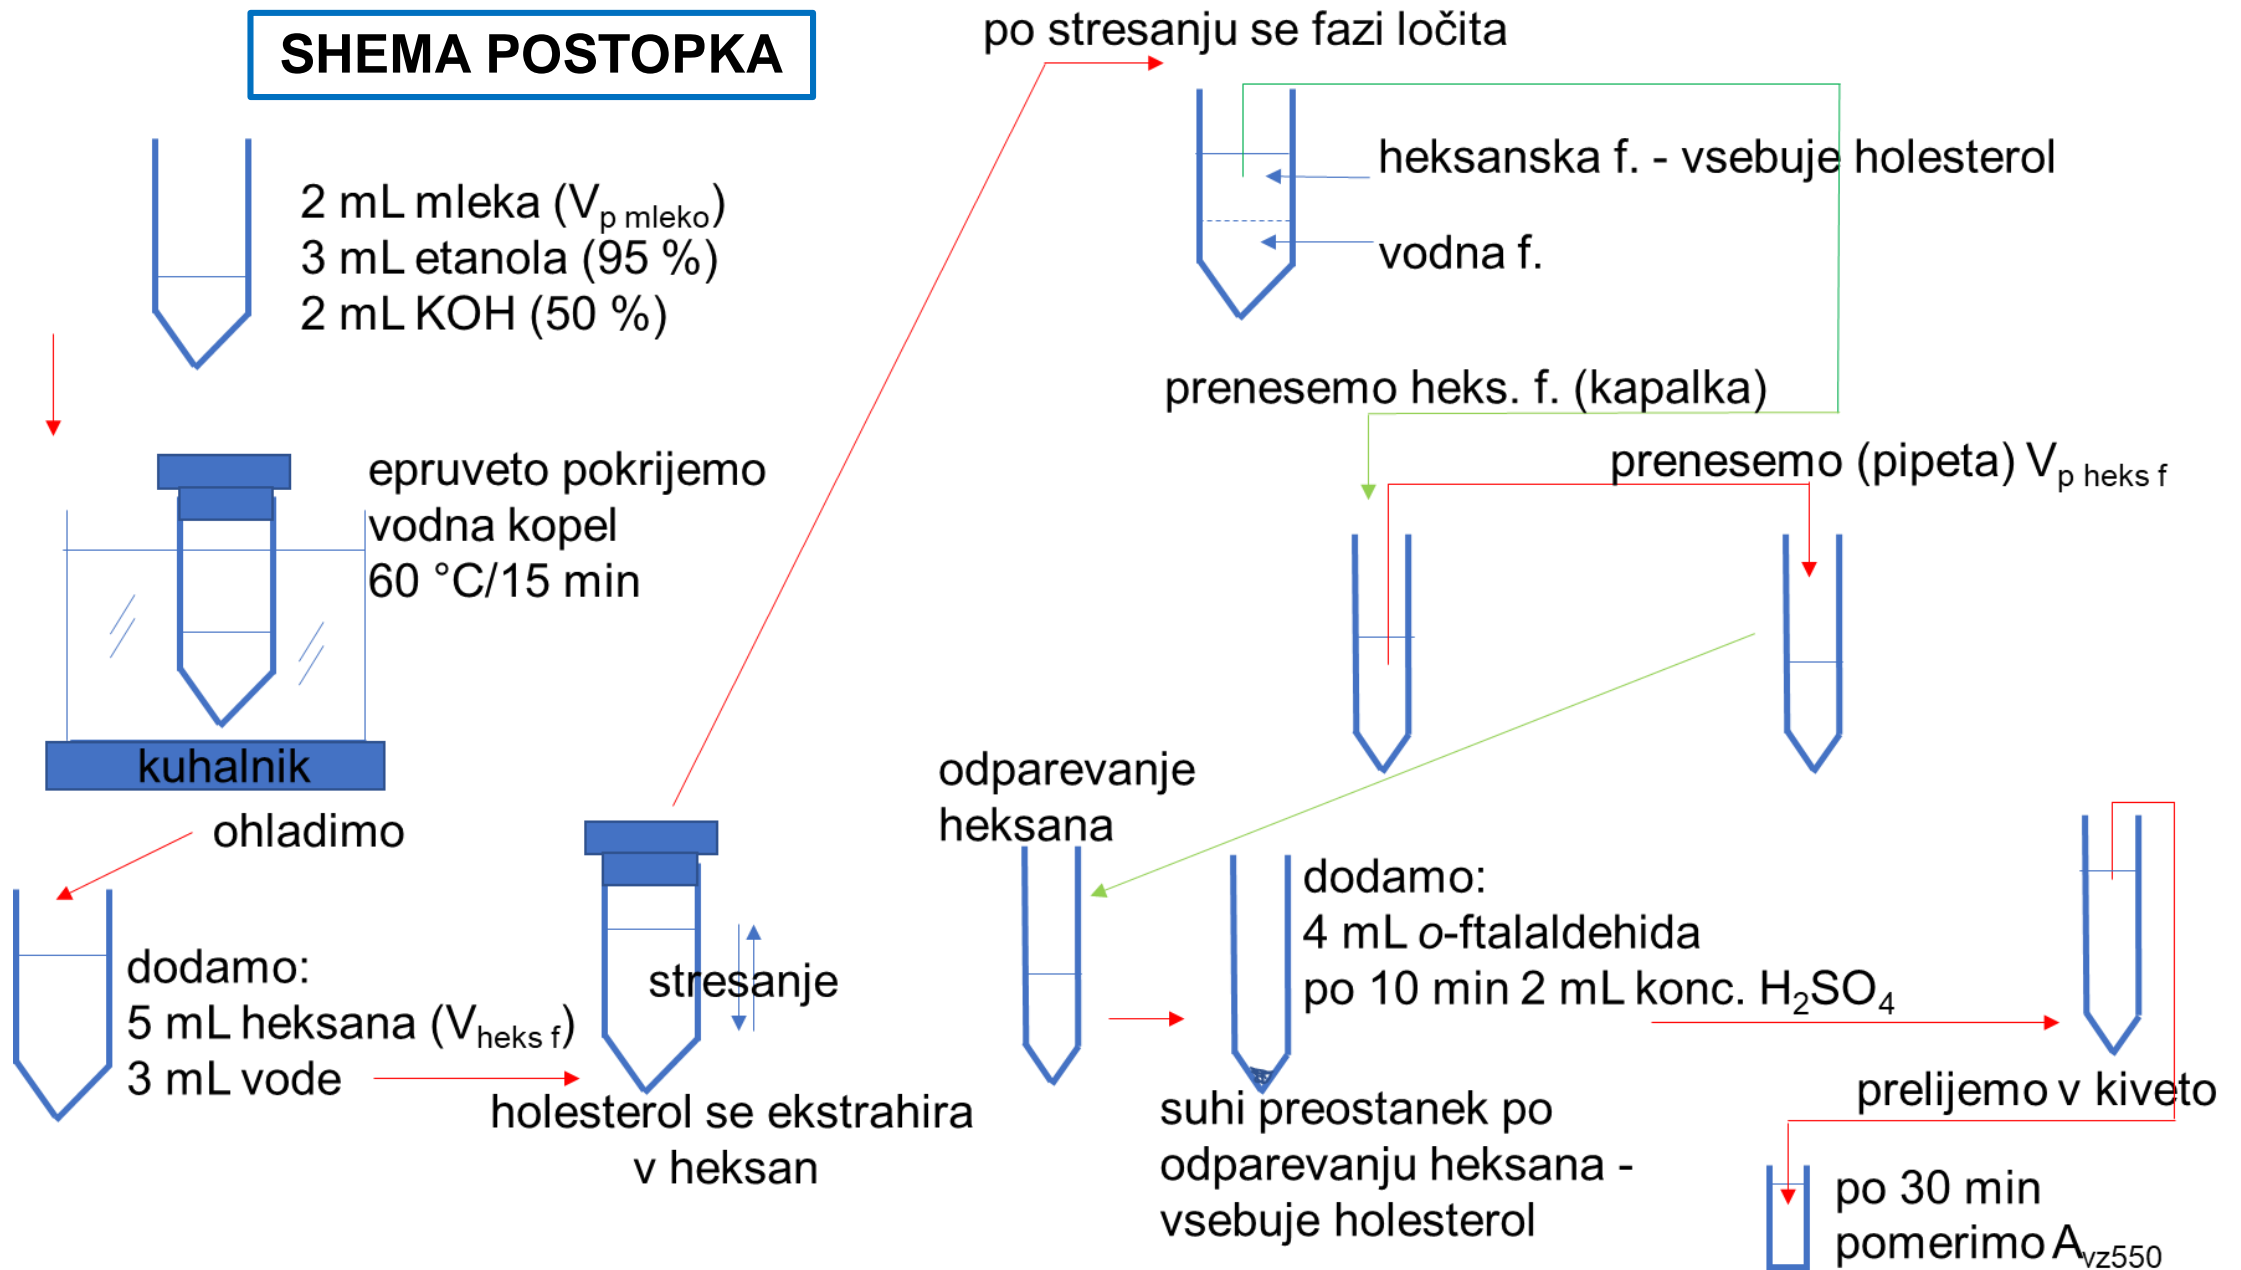 SHEMA POSTOPKA
2 mL mleka (Vp mleko)
3 mL etanola (95 %)
2 mL KOH (50 %)
epruveto pokrijemo
vodna kopel
60 °C/15 min
kuhalnik
ohladimo
dodamo:
5 mL heksana (Vheks f)
3 mL vode
stresanje
holesterol se ekstrahira
v heksan
po stresanju se fazi ločita
heksanska f. - vsebuje holesterol
vodna f.
prenesemo heks. f. (kapalka)
prenesemo (pipeta) Vp heks f
odparevanje
heksana
dodamo:
4 mL o-ftalaldehida
po 10 min 2 mL konc. H2SO4
suhi preostanek po
odparevanju heksana -
vsebuje holesterol
prelijemo v kiveto
po 30 min
pomerimo Avz550